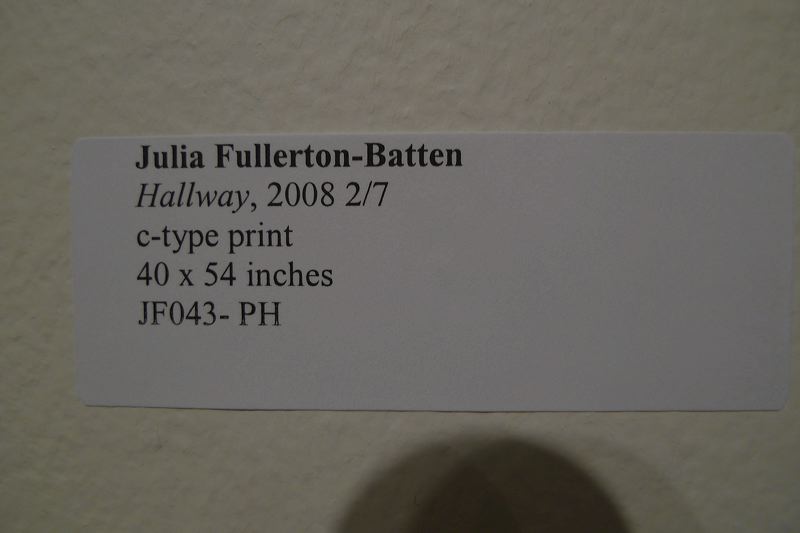 Julia Fullerton-Batten
Hallway, 2008 2/7
c-type print
40 x 54 inches
JF043- PH